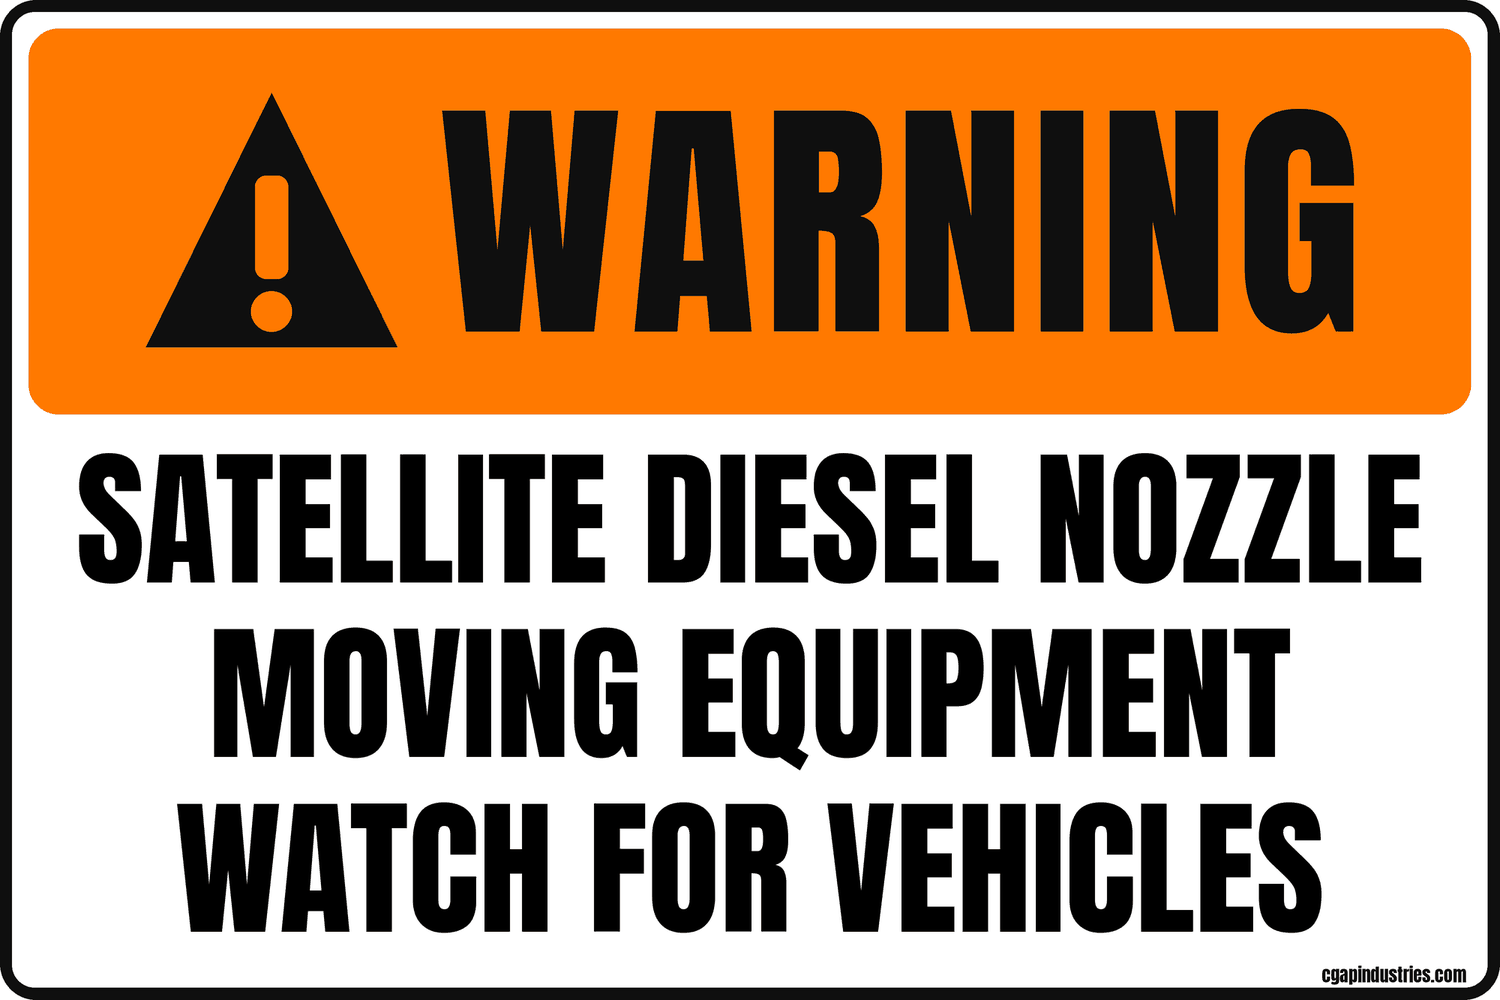 WARNING
SATELLITE DIESEL NOZZLE
MOVING EQUIPMENT
WATCH FOR VEHICLES
cgapindustries.com